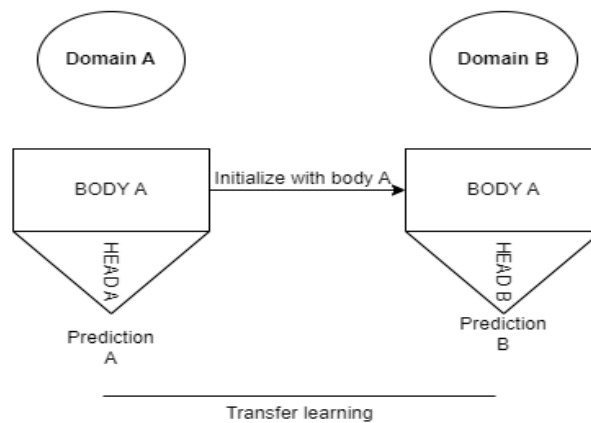 Domain A
Domain B
BODY A
Initialize with body A
BODY A
HEAD A
HEAD B
Prediction
A
Prediction
B
Transfer learning